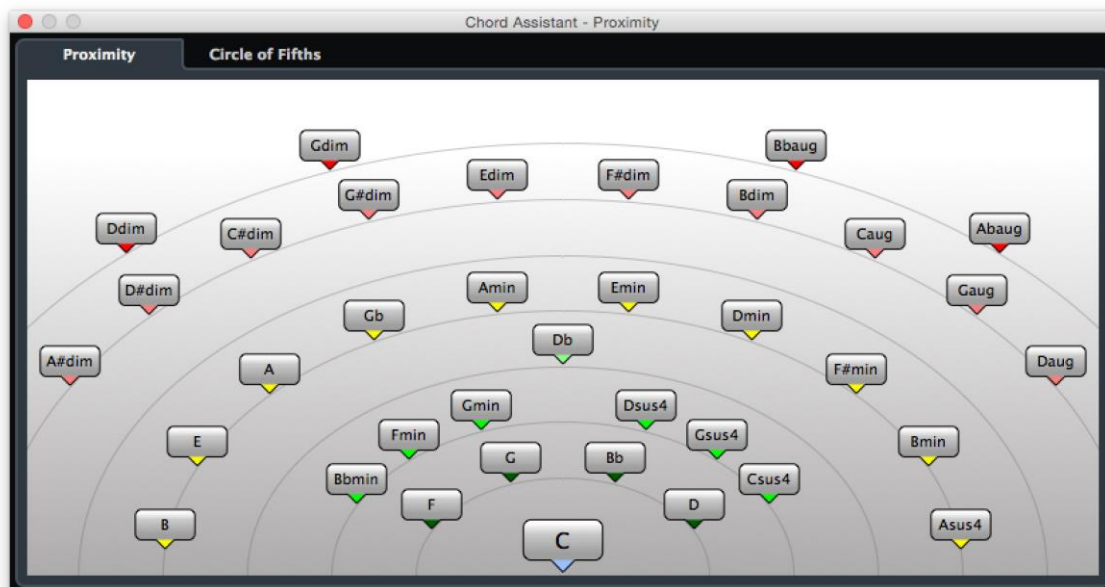 Chord Assistant - Proximity
Proximity
Circle of Fifths
Gdim
Bbaug
G#dim
Edim
F#dim
Bdim
Ddim
C#dim
Caug
Abaug
D#dim
Amin
Emin
Gaug
Gb
Dmin
A#dim
Db
Daug
A
F#min
Gmin
Dsus4
E
Fmin
Gsus4
Bmin
G
Bb
Bbmin
Csus4
F
D
B
C
Asus4